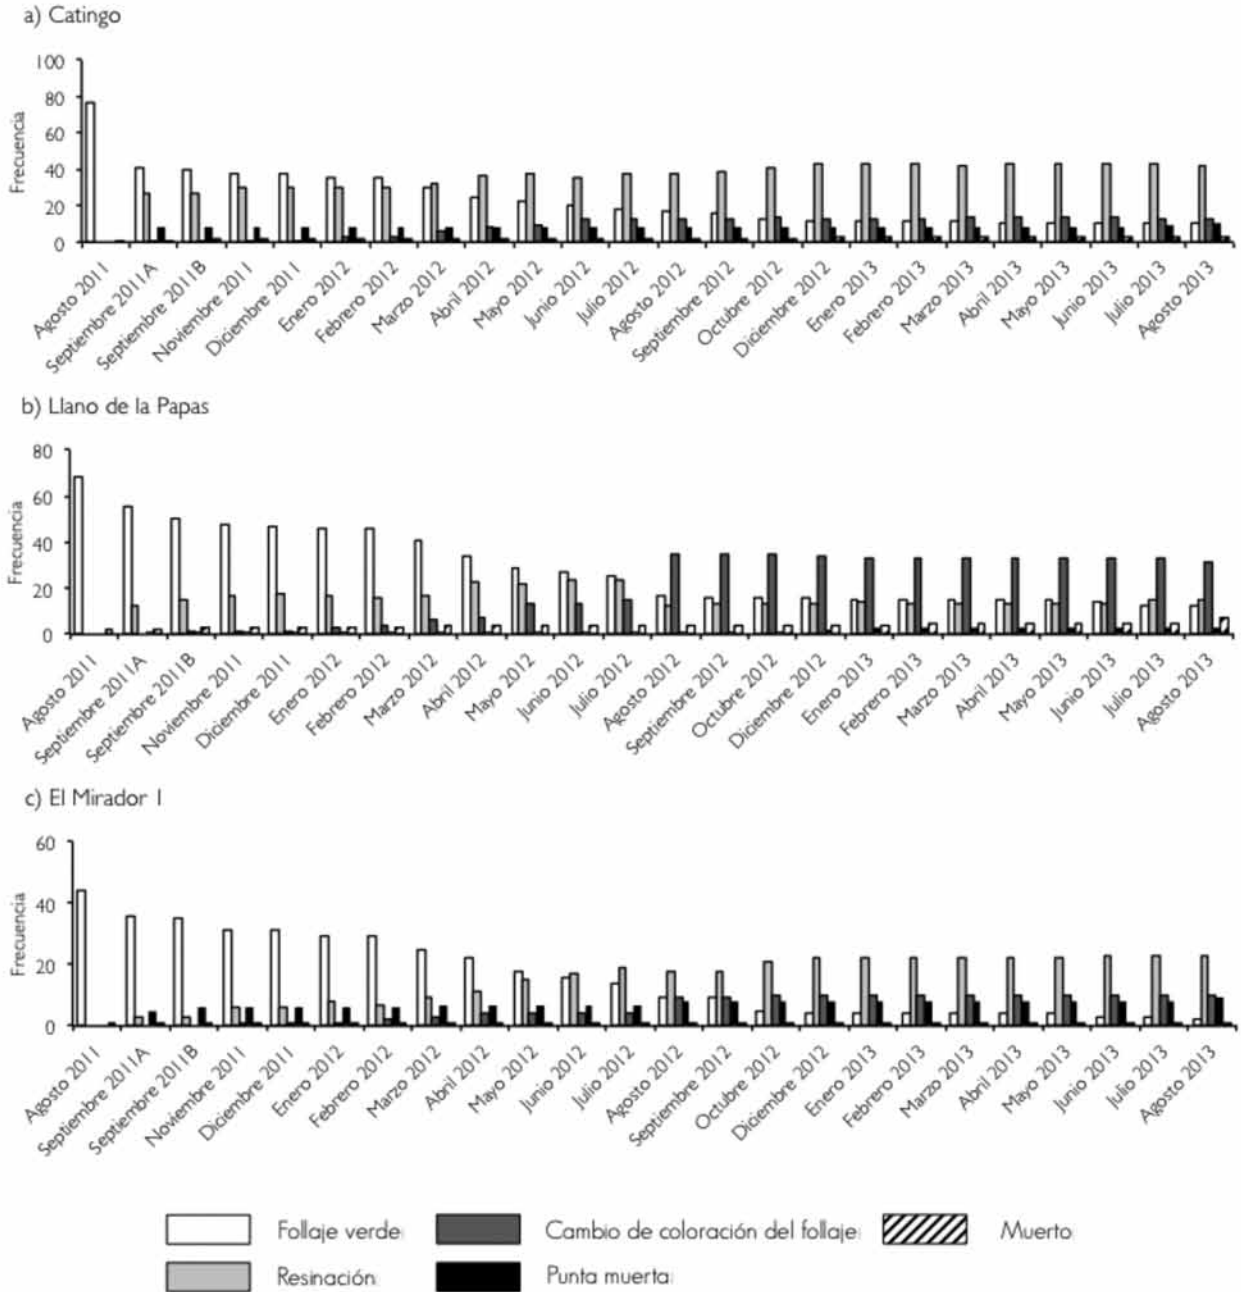 a) Catingo
100
80
60
40
20
0
Frecuencia
Agosto 2011
Septiembre 2011A
Septiembre 2011B
Noviembre 2011
Diciembre 2011
Enero 2012
Febrero 2012
Marzo 2012
Abril 2012
Mayo 2012
Junio 2012
Julio 2012
Agosto 2012
Septiembre 2012
Octubre 2012
Diciembre 2012
Enero 2013
Febrero 2013
Marzo 2013
Abril 2013
Mayo 2013
Junio 2013
Julio 2013
Agosto 2013
b) Llano de la Papas
80
60
40
20
0
Frecuencia
Agosto 2011
Septiembre 2011A
Septiembre 2011B
Noviembre 2011
Diciembre 2011
Enero 2012
Febrero 2012
Marzo 2012
Abril 2012
Mayo 2012
Junio 2012
Julio 2012
Agosto 2012
Septiembre 2012
Octubre 2012
Diciembre 2012
Enero 2013
Febrero 2013
Marzo 2013
Abril 2013
Mayo 2013
Junio 2013
Julio 2013
Agosto 2013
c) El Mirador I
60
40
20
0
Frecuencia
Agosto 2011
Septiembre 2011A
Septiembre 2011B
Noviembre 2011
Diciembre 2011
Enero 2012
Febrero 2012
Marzo 2012
Abril 2012
Mayo 2012
Junio 2012
Julio 2012
Agosto 2012
Septiembre 2012
Octubre 2012
Diciembre 2012
Enero 2013
Febrero 2013
Marzo 2013
Abril 2013
Mayo 2013
Junio 2013
Julio 2013
Agosto 2013
Follaje verde Cambio de coloración del follaje Muerto
Resinación Punta muerta